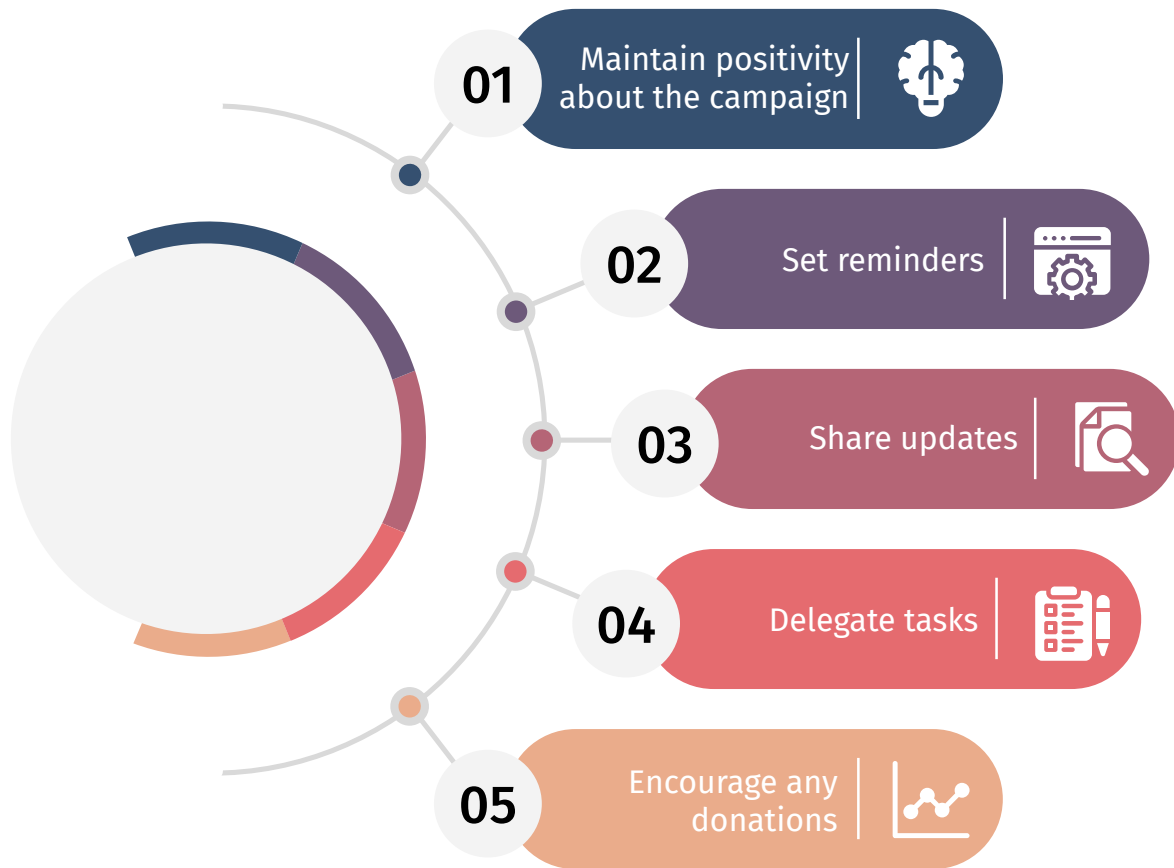 01
Maintain positivity
about the campaign
02
Set reminders
03
Share updates
04
Delegate tasks
05
Encourage any
donations